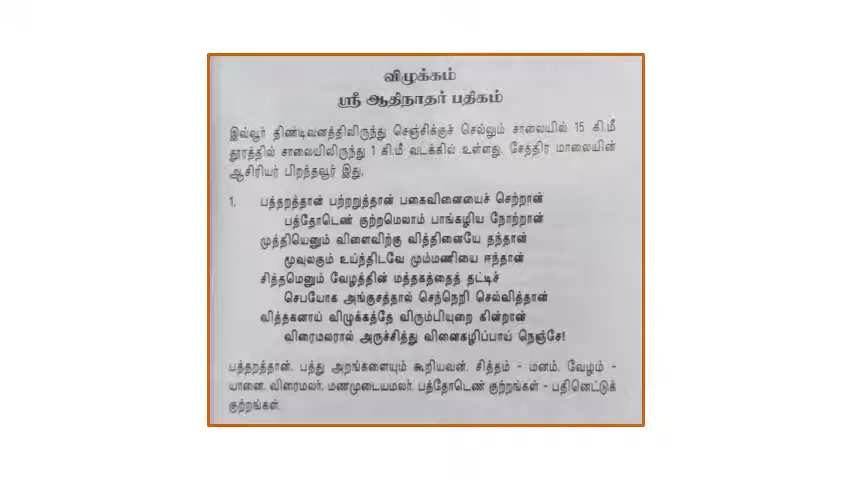 விழுக்கம்
ஸ்ரீ ஆதிநாதர் பதிகம்
இவ்வூர் திண்டிவனத்திலிருந்து செஞ்சிக்குச் செல்லும் சாலையில் 15 கி.மீ
தூரத்தில் சாலையிலிருந்து 1 கி.மீ வடக்கில் உள்ளது. சேத்திர மாலையின்
ஆசிரியர் பிறந்தவூர் இது.
1. பத்தறத்தான் பற்றறுத்தான் பகைவினையைச் செற்றான்
பத்தோடெண் குற்றமெலாம் பாங்கழிய நோற்றான்
முத்தியெனும் விளைவிற்கு வித்தினையே தந்தான்
மூவுலகும் உய்ந்திடவே மும்மணியை ஈந்தான்
சித்தமெனும் வேழத்தின் மத்தகத்தைத் தட்டிச்
செபயோக அங்குசத்தால் செந்நெறி செல்வித்தான்
வித்தகனாய் விழுக்கத்தே விரும்பியுறை கின்றான்
விரைமலரால் அருச்சித்து வினைகழிப்பாய் நெஞ்சே!
பத்தறத்தான். பத்து அறங்களையும் கூறியவன். சித்தம் - மனம். வேழம் -
யானை. விரைமலர். மணமுடையமலர். பத்தோடெண் குற்றங்கள் - பதினெட்டுக்
குற்றங்கள்.